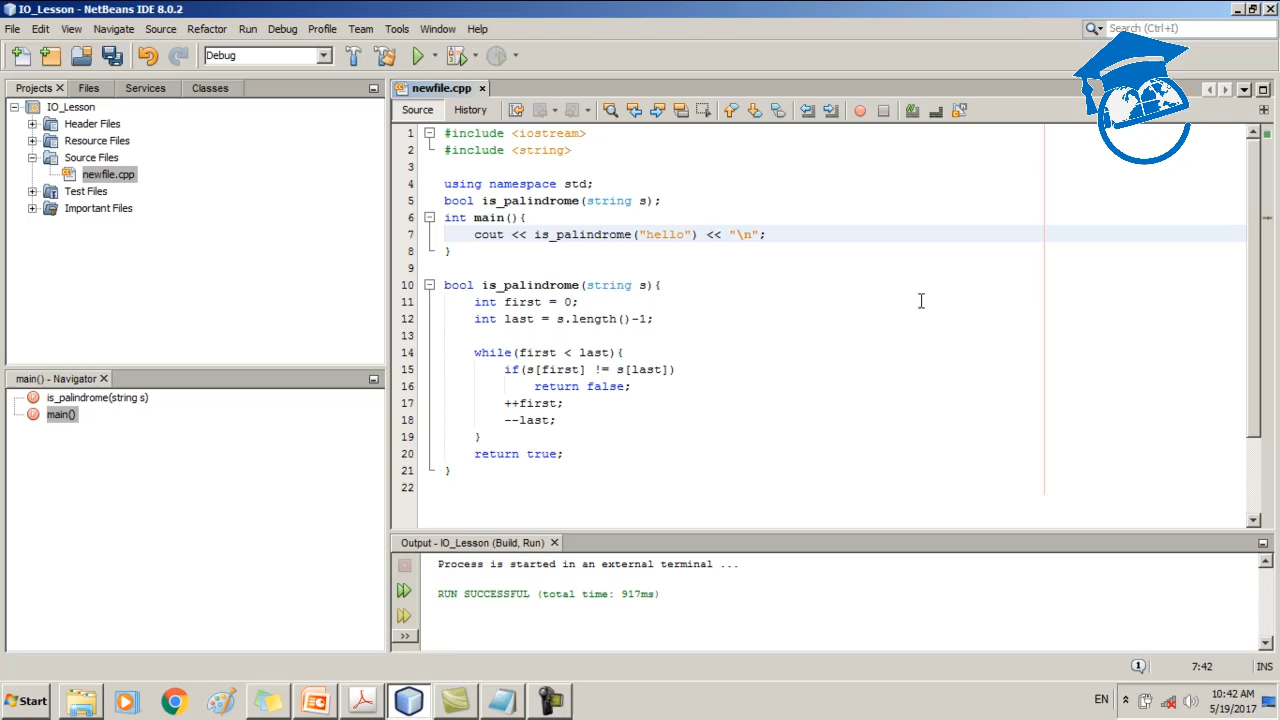 IO_Lesson - NetBeans IDE 8.0.2
File Edit View Navigate Source Refactor Run Debug Profile Team Tools Window Help
Search (Ctrl+I)
Debug
Projects Files Services Classes
newfile.cpp
IO_Lesson
Header Files
Resource Files
Source Files
newfile.cpp
Test Files
Important Files
Source History
1 #include <iostream>
2 #include <string>
3
4 using namespace std;
5 bool is_palindrome(string s);
6 int main(){
7 cout << is_palindrome("hello") << "\n";
8 }
9
10 bool is_palindrome(string s){
11 int first = 0;
12 int last = s.length()-1;
13
14 while(first < last){
15 if(s[first] != s[last])
16 return false;
17 ++first;
18 --last;
19 }
20 return true;
21 }
22
main() - Navigator
is_palindrome(string s)
main()
Output - IO_Lesson (Build, Run)
Process is started in an external terminal ...
RUN SUCCESSFUL (total time: 917ms)
>>
1
7:42
INS
Start
EN
10:42 AM
5/19/2017